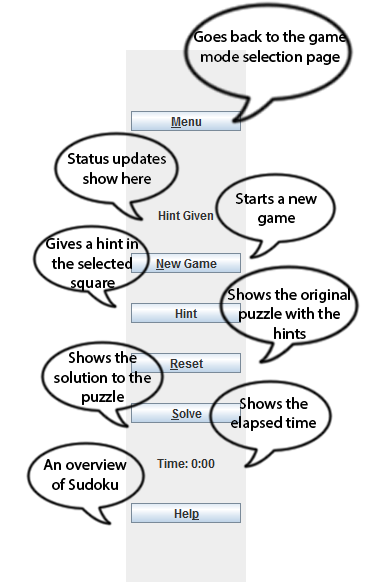 Goes back to the game
mode selection page
Menu
Status updates
show here
Hint Given
Starts a new
game
Gives a hint in
the selected
square
New Game
Shows the original
puzzle with the
hints
Hint
Shows the
solution to the
puzzle
Reset
Shows the
elapsed time
Solve
An overview
of Sudoku
Time: 0:00
Help